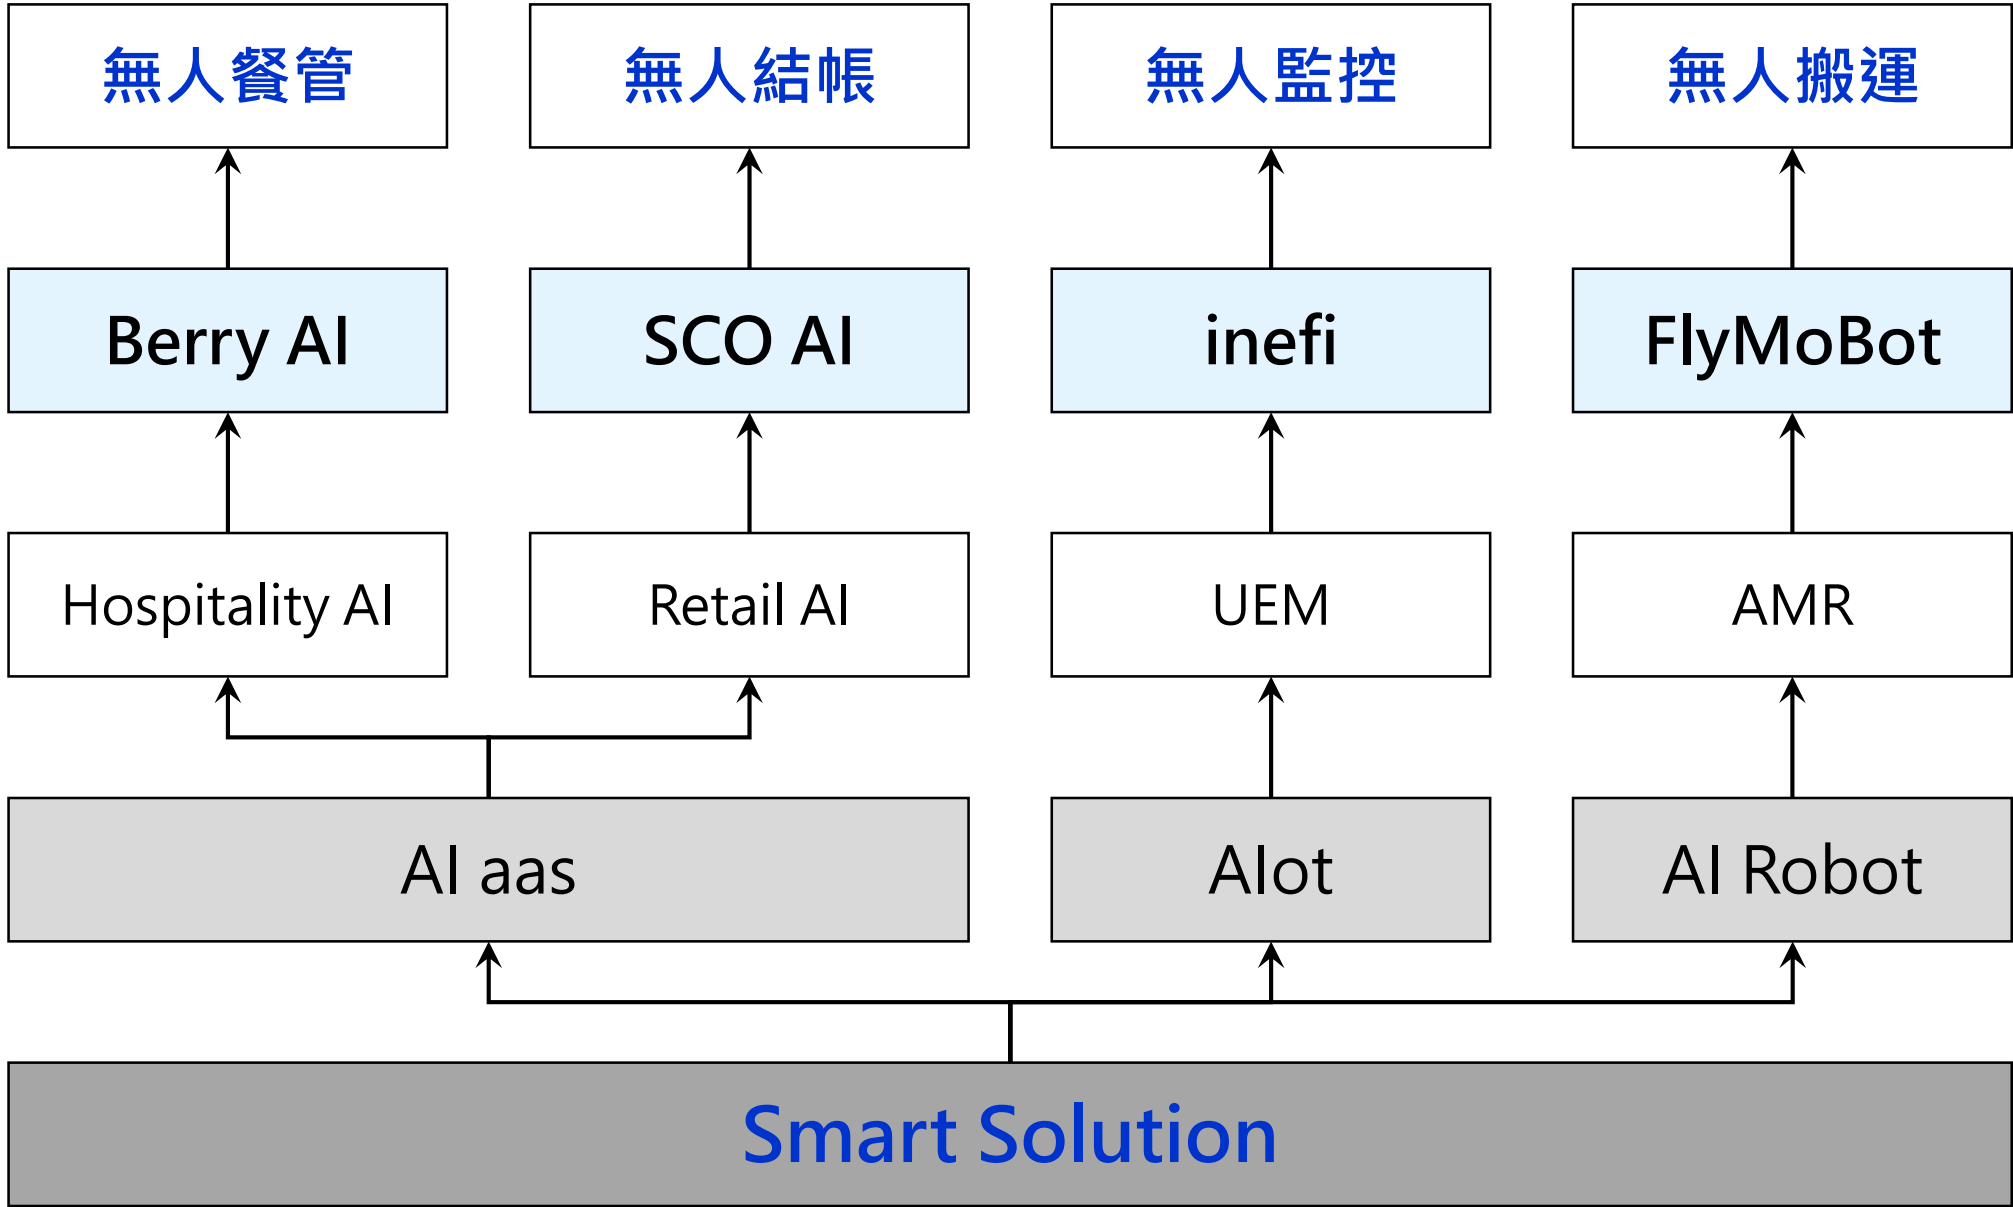 無人餐管
無人結帳
無人監控
無人搬運
Berry AI
SCO AI
inefi
FlyMoBot
Hospitality AI
Retail AI
UEM
AMR
AI aas
AIot
AI Robot
Smart Solution